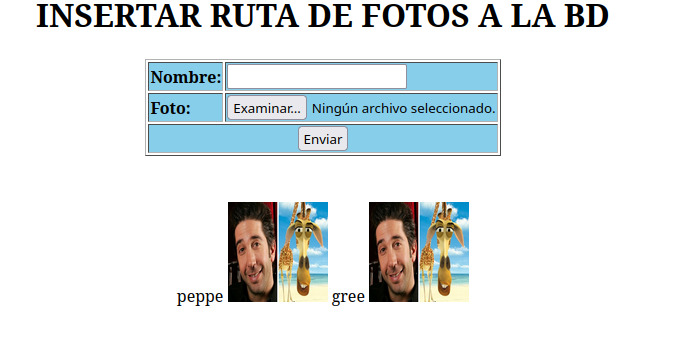 INSERTAR RUTA DE FOTOS A LA BD
Nombre:
Foto: Examinar... Ningún archivo seleccionado.
Enviar
peppe gree